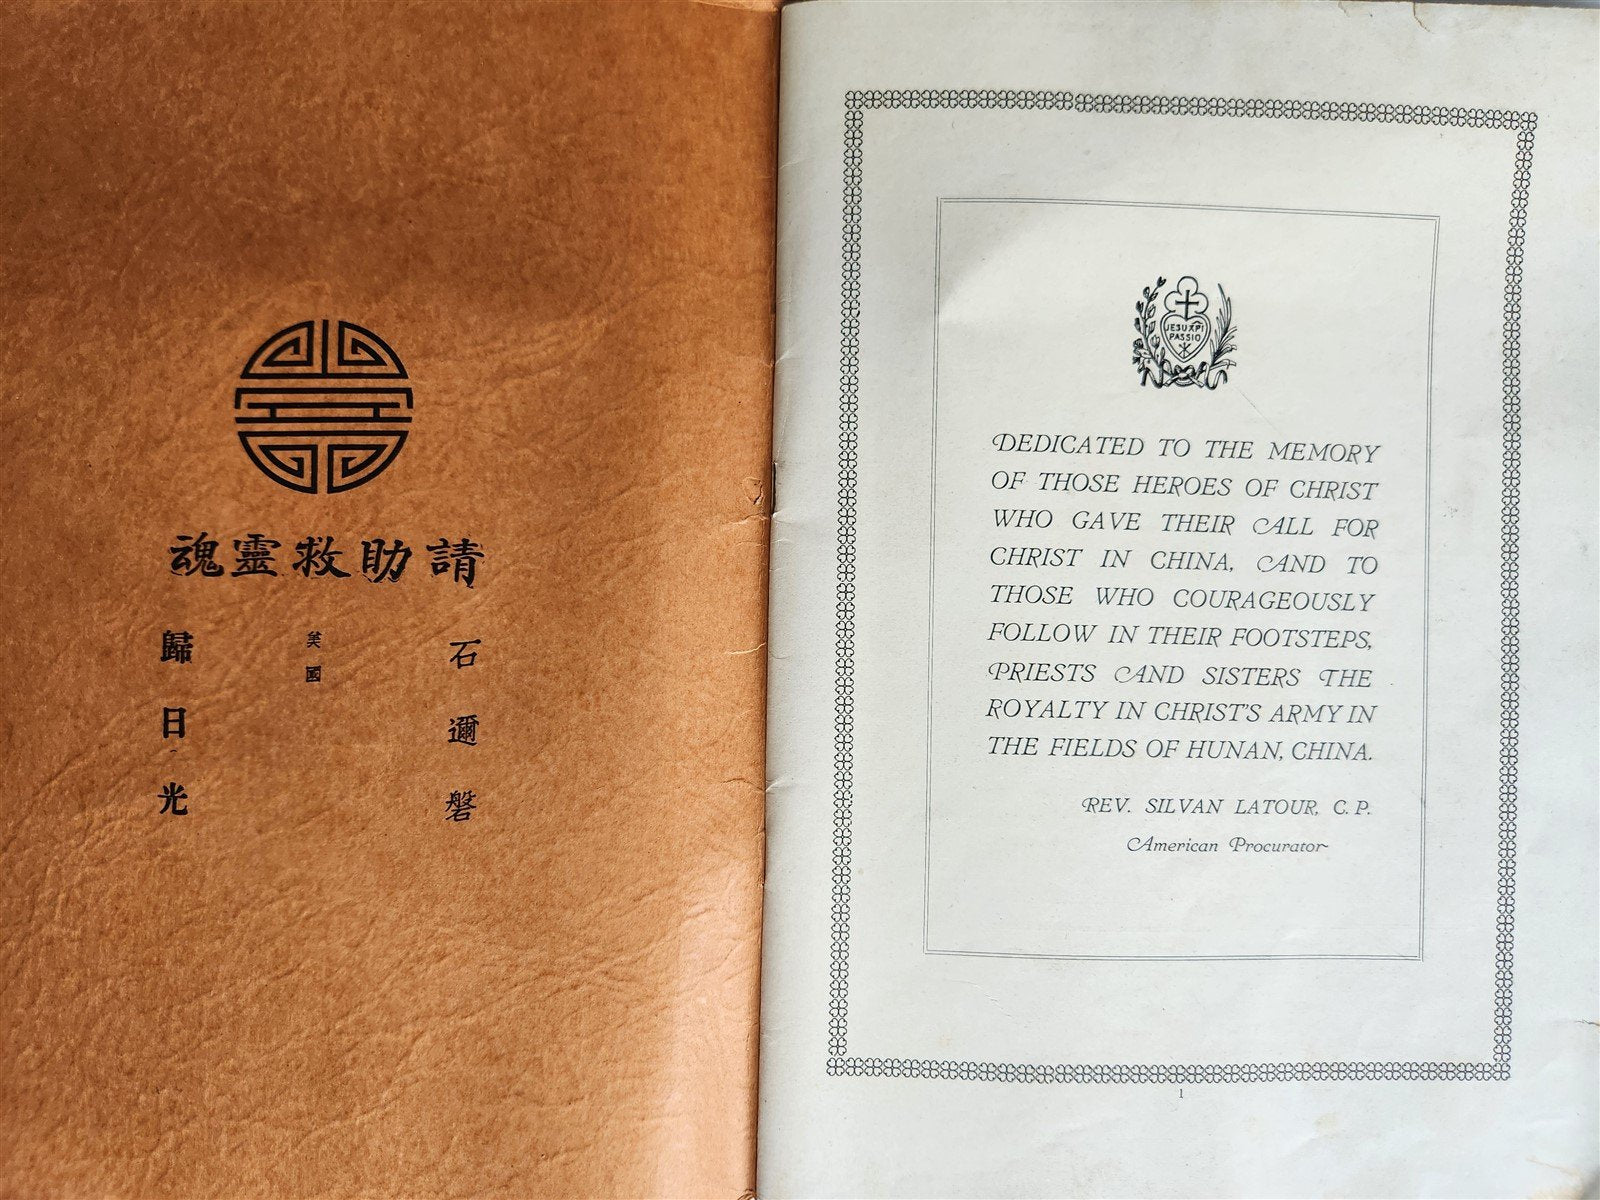 請助救靈魂
石邇磐
美國
歸日光
JESU XPI
PASSIO
DEDICATED TO THE MEMORY
OF THOSE HEROES OF CHRIST
WHO GAVE THEIR ALL FOR
CHRIST IN CHINA, AND TO
THOSE WHO COURAGEOUSLY
FOLLOW IN THEIR FOOTSTEPS,
PRIESTS AND SISTERS THE
ROYALTY IN CHRIST'S ARMY IN
THE FIELDS OF HUNAN, CHINA.
REV. SILVAN LATOUR, C. P.
American Procurator
1